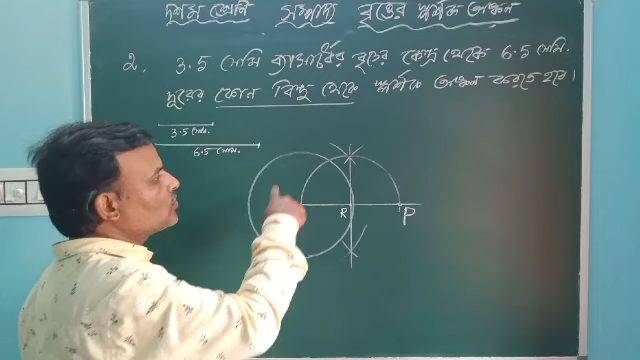 দশম শ্রেণি সম্পাদ্য বৃত্তের স্পর্শক অঙ্কন
2. 3.5 সেমি ব্যাসার্ধের বৃত্তের কেন্দ্র থেকে 6.5 সেমি.
দূরের কোন বিন্দু থেকে স্পর্শক অঙ্কন করতে হবে।
3.5 সেমি.
6.5 সেমি.
R P